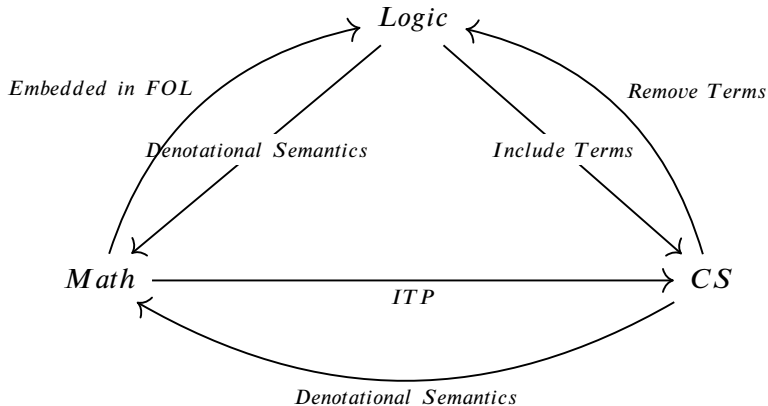 Logic
Embedded in FOL
Remove Terms
Denotational Semantics
Include Terms
Math
CS
ITP
Denotational Semantics